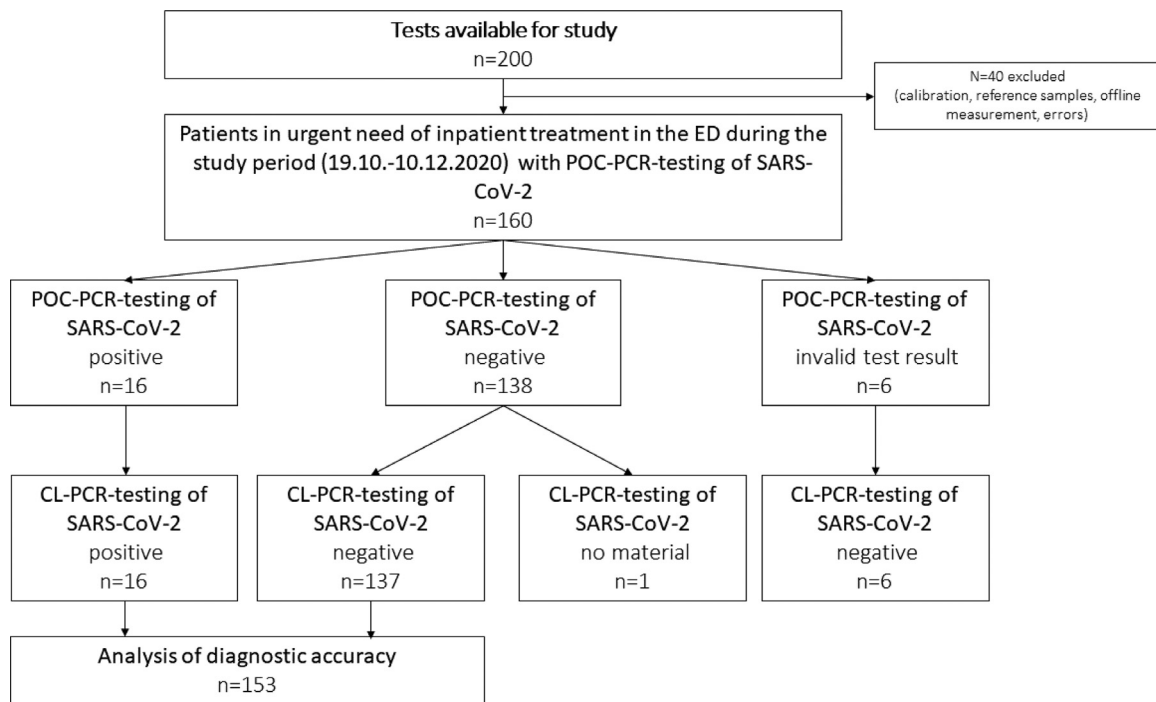 Tests available for study
n=200
N=40 excluded
(calibration, reference samples, offline
measurement, errors)
Patients in urgent need of inpatient treatment in the ED during the
study period (19.10.-10.12.2020) with POC-PCR-testing of SARS-
CoV-2
n=160
POC-PCR-testing of
SARS-CoV-2
positive
n=16
POC-PCR-testing of
SARS-CoV-2
negative
n=138
POC-PCR-testing of
SARS-CoV-2
invalid test result
n=6
CL-PCR-testing of
SARS-CoV-2
positive
n=16
CL-PCR-testing of
SARS-CoV-2
negative
n=137
CL-PCR-testing of
SARS-CoV-2
no material
n=1
CL-PCR-testing of
SARS-CoV-2
negative
n=6
Analysis of diagnostic accuracy
n=153